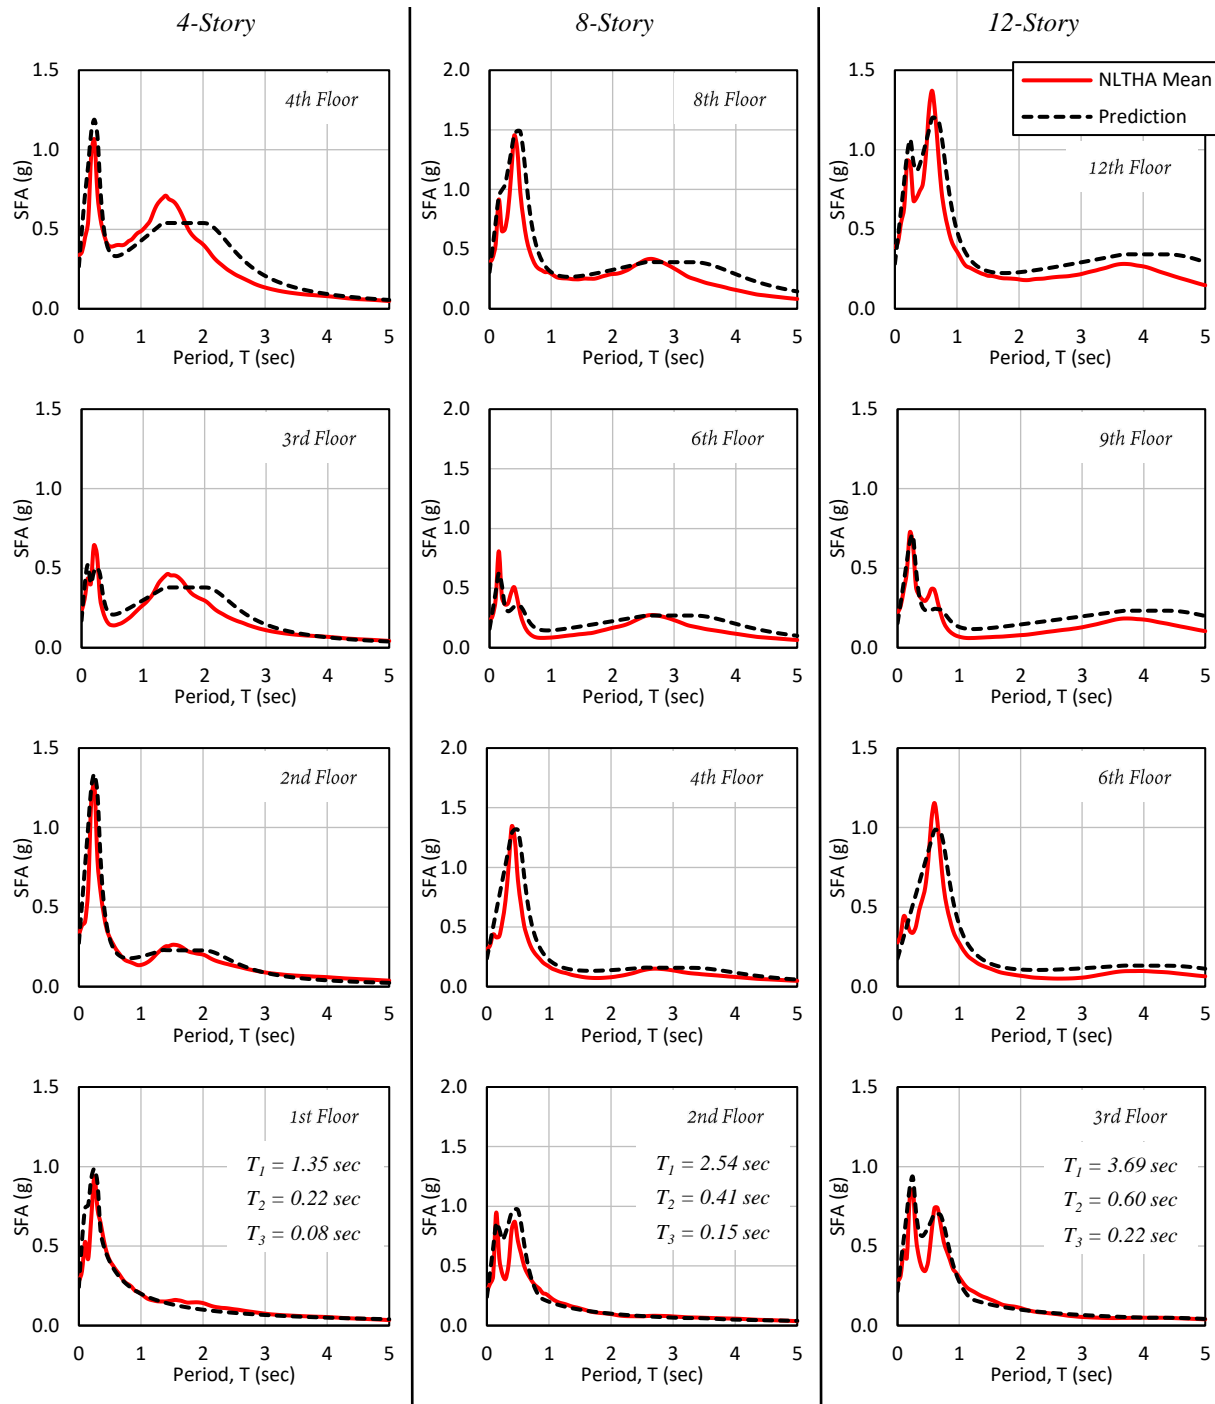 4-Story
8-Story
12-Story
1.5
1.0
0.5
0.0
SFA (g)
4th Floor
0 1 2 3 4 5
Period, T (sec)
2.0
1.5
1.0
0.5
0.0
SFA (g)
8th Floor
0 1 2 3 4 5
Period, T (sec)
1.5
1.0
0.5
0.0
SFA (g)
NLTHA Mean
Prediction
12th Floor
0 1 2 3 4 5
Period, T (sec)
1.5
1.0
0.5
0.0
SFA (g)
3rd Floor
0 1 2 3 4 5
Period, T (sec)
2.0
1.5
1.0
0.5
0.0
SFA (g)
6th Floor
0 1 2 3 4 5
Period, T (sec)
1.5
1.0
0.5
0.0
SFA (g)
9th Floor
0 1 2 3 4 5
Period, T (sec)
1.5
1.0
0.5
0.0
SFA (g)
2nd Floor
0 1 2 3 4 5
Period, T (sec)
2.0
1.5
1.0
0.5
0.0
SFA (g)
4th Floor
0 1 2 3 4 5
Period, T (sec)
1.5
1.0
0.5
0.0
SFA (g)
6th Floor
0 1 2 3 4 5
Period, T (sec)
1.5
1.0
0.5
0.0
SFA (g)
1st Floor
T1 = 1.35 sec
T2 = 0.22 sec
T3 = 0.08 sec
0 1 2 3 4 5
Period, T (sec)
2.0
1.5
1.0
0.5
0.0
SFA (g)
2nd Floor
T1 = 2.54 sec
T2 = 0.41 sec
T3 = 0.15 sec
0 1 2 3 4 5
Period, T (sec)
1.5
1.0
0.5
0.0
SFA (g)
3rd Floor
T1 = 3.69 sec
T2 = 0.60 sec
T3 = 0.22 sec
0 1 2 3 4 5
Period, T (sec)